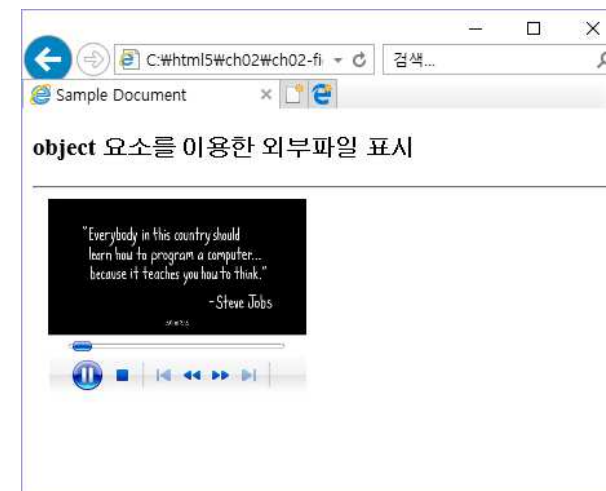 C:₩html5₩ch02₩ch02-fi
검색...
Sample Document
object 요소를 이용한 외부파일 표시
"Everybody in this country should
learn how to program a computer...
because it teaches you how to think."
-Steve Jobs